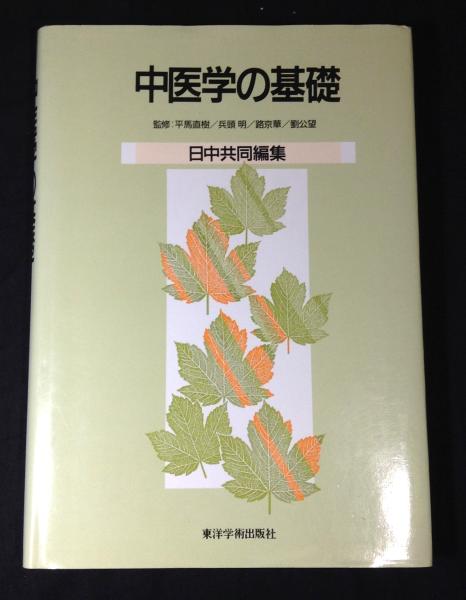 中医学の基礎
監修:平馬直樹/兵頭 明/路京華/劉公望
日中共同編集
東洋学術出版社